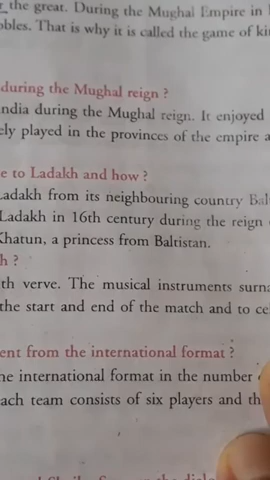 the great. During the Mughal Empire in
bles. That is why it is called the game of
during the Mughal reign ?
India during the Mughal reign. It enjoyed
ely played in the provinces of the empire
e to Ladakh and how ?
Ladakh from its neighbouring country Bal
Ladakh in 16th century during the reign
Khatun, a princess from Baltistan.
h ?
th verve. The musical instruments surna
the start and end of the match and to ce
ent from the international format ?
he international format in the number
ach team consists of six players and th